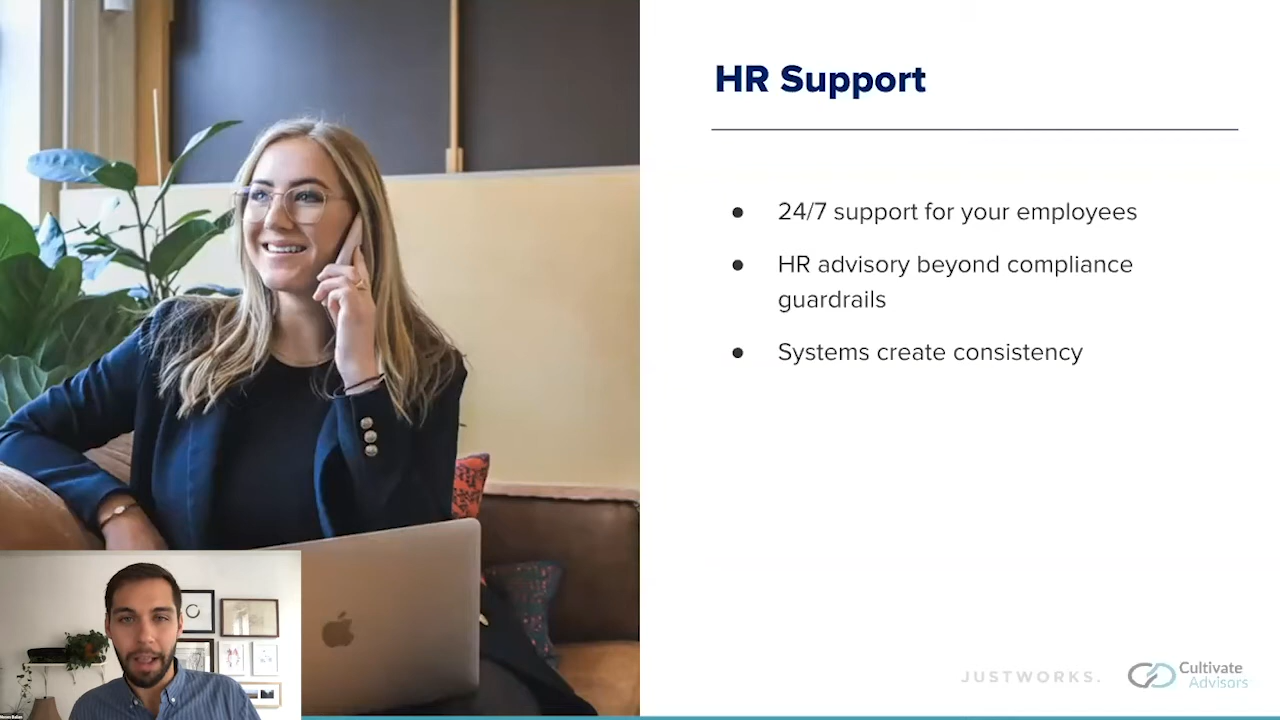 HR Support
● 24/7 support for your employees
● HR advisory beyond compliance
guardrails
● Systems create consistency
JUSTWORKS.
Cultivate
Advisors